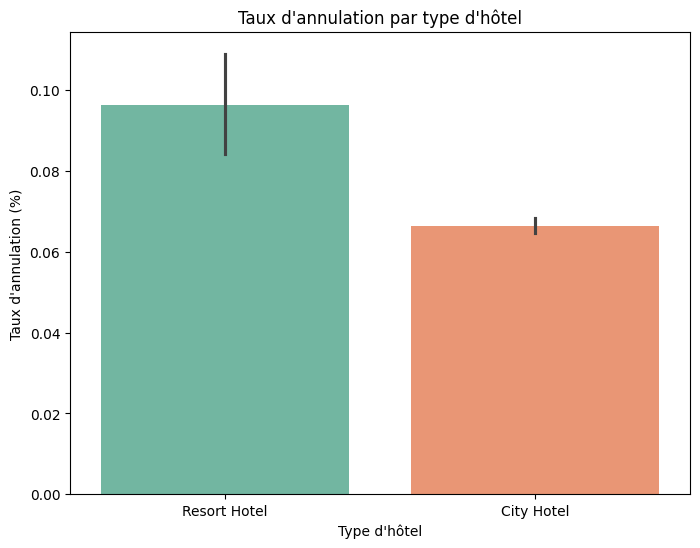 Taux d'annulation par type d'hôtel
Taux d'annulation (%)
0.10
0.08
0.06
0.04
0.02
0.00
Resort Hotel
City Hotel
Type d'hôtel